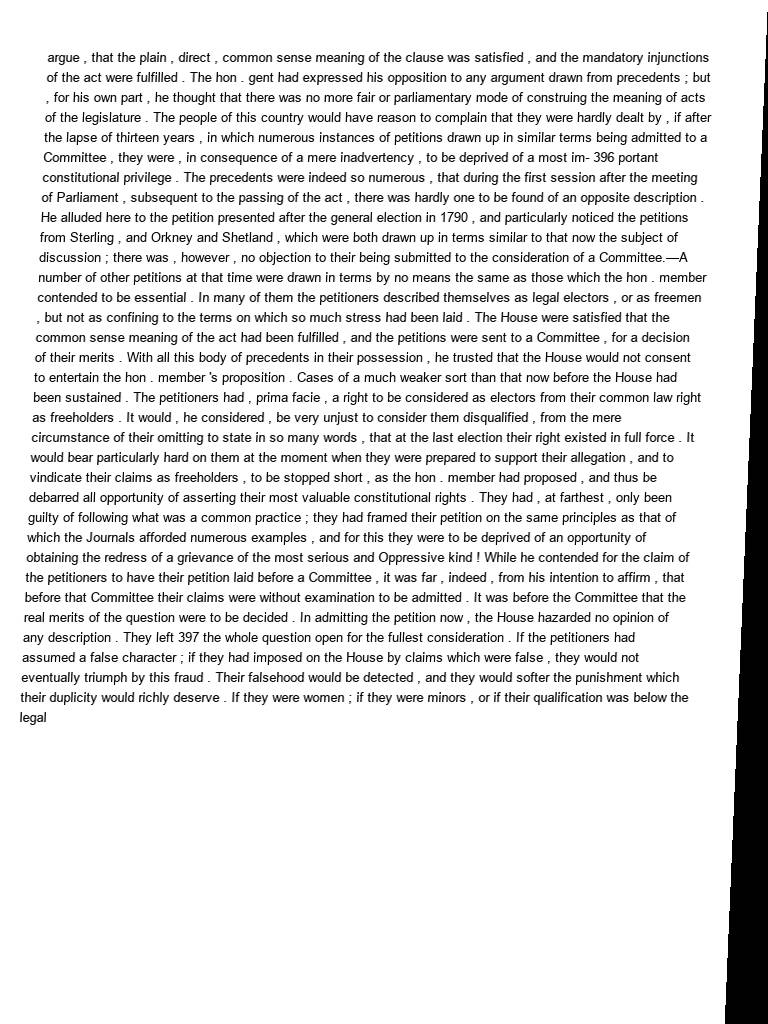 argue , that the plain , direct , common sense meaning of the clause was satisfied , and the mandatory injunctions
of the act were fulfilled . The hon . gent had expressed his opposition to any argument drawn from precedents ; but
, for his own part , he thought that there was no more fair or parliamentary mode of construing the meaning of acts
of the legislature . The people of this country would have reason to complain that they were hardly dealt by , if after
the lapse of thirteen years , in which numerous instances of petitions drawn up in similar terms being admitted to a
Committee , they were , in consequence of a mere inadvertency , to be deprived of a most im- 396 portant
constitutional privilege . The precedents were indeed so numerous , that during the first session after the meeting
of Parliament , subsequent to the passing of the act , there was hardly one to be found of an opposite description .
He alluded here to the petition presented after the general election in 1790 , and particularly noticed the petitions
from Sterling , and Orkney and Shetland , which were both drawn up in terms similar to that now the subject of
discussion ; there was , however , no objection to their being submitted to the consideration of a Committee.—A
number of other petitions at that time were drawn in terms by no means the same as those which the hon . member
contended to be essential . In many of them the petitioners described themselves as legal electors , or as freemen
, but not as confining to the terms on which so much stress had been laid . The House were satisfied that the
common sense meaning of the act had been fulfilled , and the petitions were sent to a Committee , for a decision
of their merits . With all this body of precedents in their possession , he trusted that the House would not consent
to entertain the hon . member 's proposition . Cases of a much weaker sort than that now before the House had
been sustained . The petitioners had , prima facie , a right to be considered as electors from their common law right
as freeholders . It would , he considered , be very unjust to consider them disqualified , from the mere
circumstance of their omitting to state in so many words , that at the last election their right existed in full force . It
would bear particularly hard on them at the moment when they were prepared to support their allegation , and to
vindicate their claims as freeholders , to be stopped short , as the hon . member had proposed , and thus be
debarred all opportunity of asserting their most valuable constitutional rights . They had , at farthest , only been
guilty of following what was a common practice ; they had framed their petition on the same principles as that of
which the Journals afforded numerous examples , and for this they were to be deprived of an opportunity of
obtaining the redress of a grievance of the most serious and Oppressive kind ! While he contended for the claim of
the petitioners to have their petition laid before a Committee , it was far , indeed , from his intention to affirm , that
before that Committee their claims were without examination to be admitted . It was before the Committee that the
real merits of the question were to be decided . In admitting the petition now , the House hazarded no opinion of
any description . They left 397 the whole question open for the fullest consideration . If the petitioners had
assumed a false character ; if they had imposed on the House by claims which were false , they would not
eventually triumph by this fraud . Their falsehood would be detected , and they would softer the punishment which
their duplicity would richly deserve . If they were women ; if they were minors , or if their qualification was below the
legal